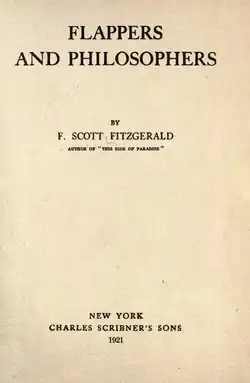 FLAPPERS
AND PHILOSOPHERS
BY
F. SCOTT FITZGERALD
AUTHOR OF "THIS SIDE OF PARADISE"
NEW YORK
CHARLES SCRIBNER'S SONS
1921